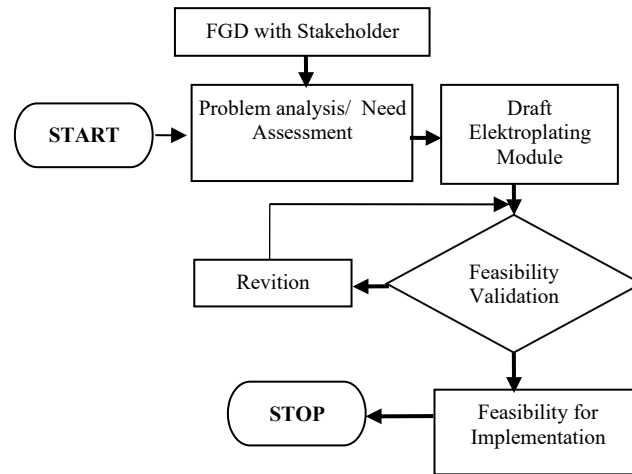 FGD with Stakeholder
START
Problem analysis/ Need
Assessment
Draft
Elektroplating
Module
Revition
Feasibility
Validation
STOP
Feasibility for
Implementation